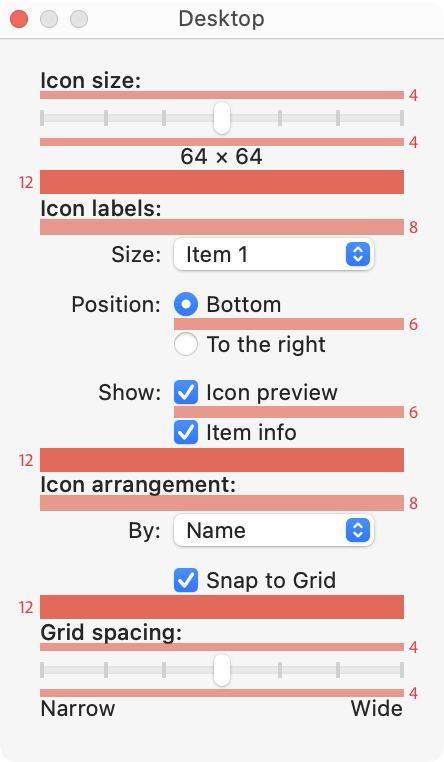 Desktop
Icon size:
4
4
64 × 64
12
Icon labels:
8
Size: Item 1
Position: Bottom
6
To the right
Show: Icon preview
6
Item info
12
Icon arrangement:
8
By: Name
Snap to Grid
12
Grid spacing:
4
4
Narrow Wide